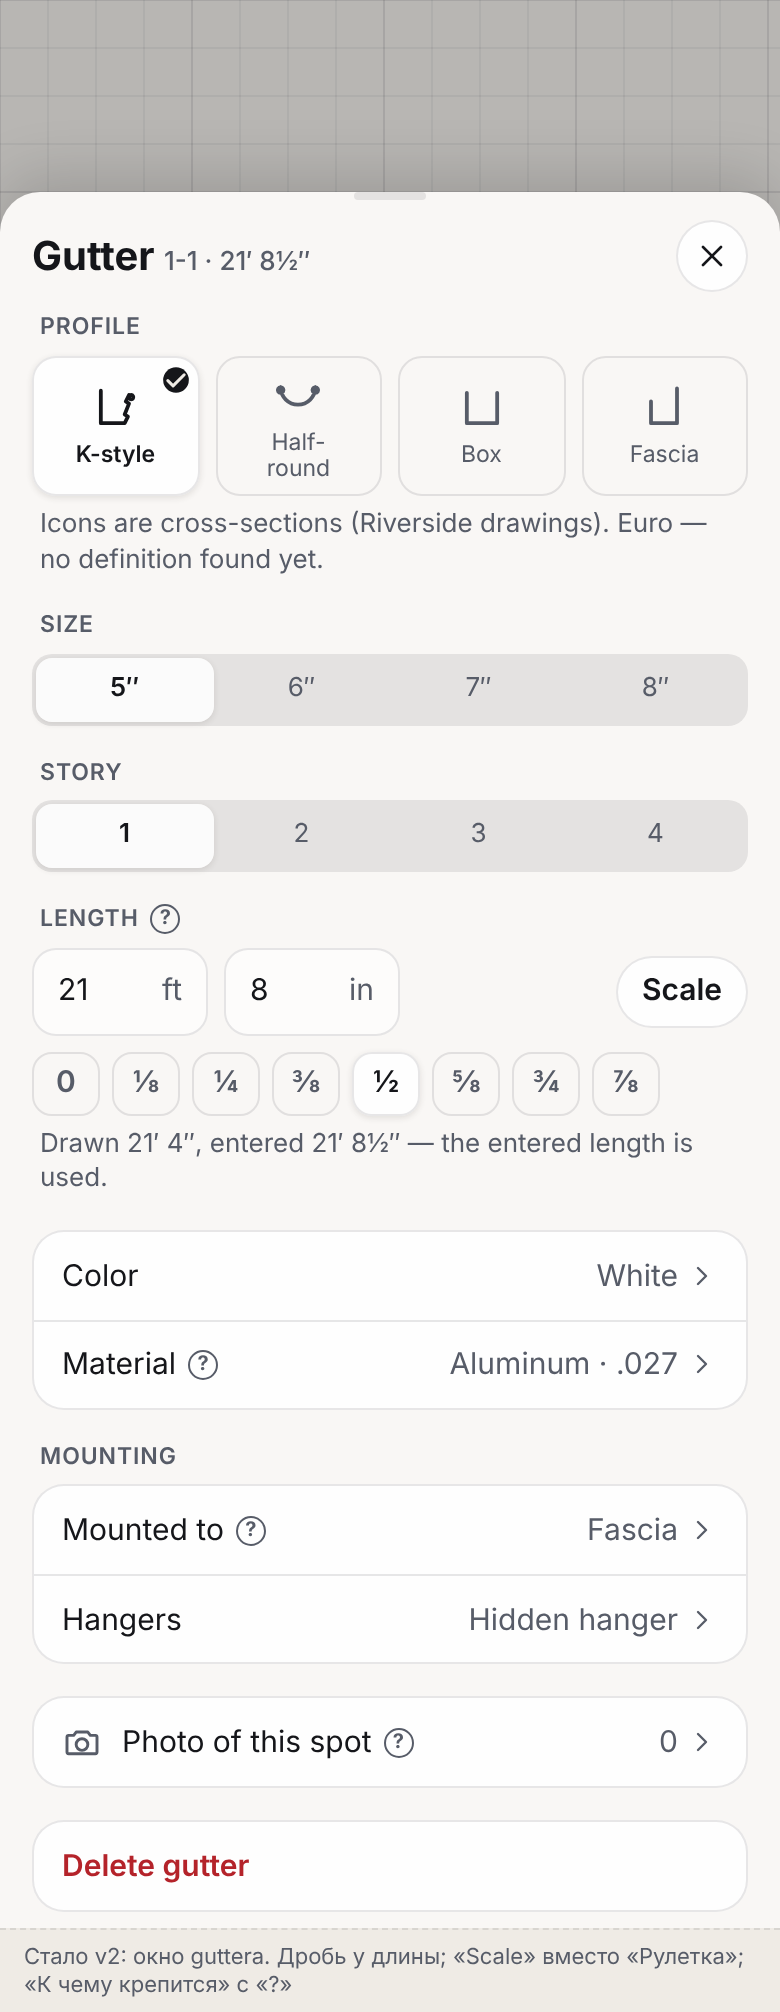 Gutter 1-1 · 21′ 8½″
PROFILE
K-style
Half-
round
Box
Fascia
Icons are cross-sections (Riverside drawings). Euro —
no definition found yet.
SIZE
5″ 6″ 7″ 8″
STORY
1 2 3 4
LENGTH ?
21 ft 8 in Scale
0 ⅛ ¼ ⅜ ½ ⅝ ¾ ⅞
Drawn 21′ 4″, entered 21′ 8½″ — the entered length is
used.
Color White
Material ? Aluminum · .027
MOUNTING
Mounted to ? Fascia
Hangers Hidden hanger
Photo of this spot ? 0
Delete gutter
Стало v2: окно guttera. Дробь у длины; «Scale» вместо «Рулетка»;
«К чему крепится» с «?»